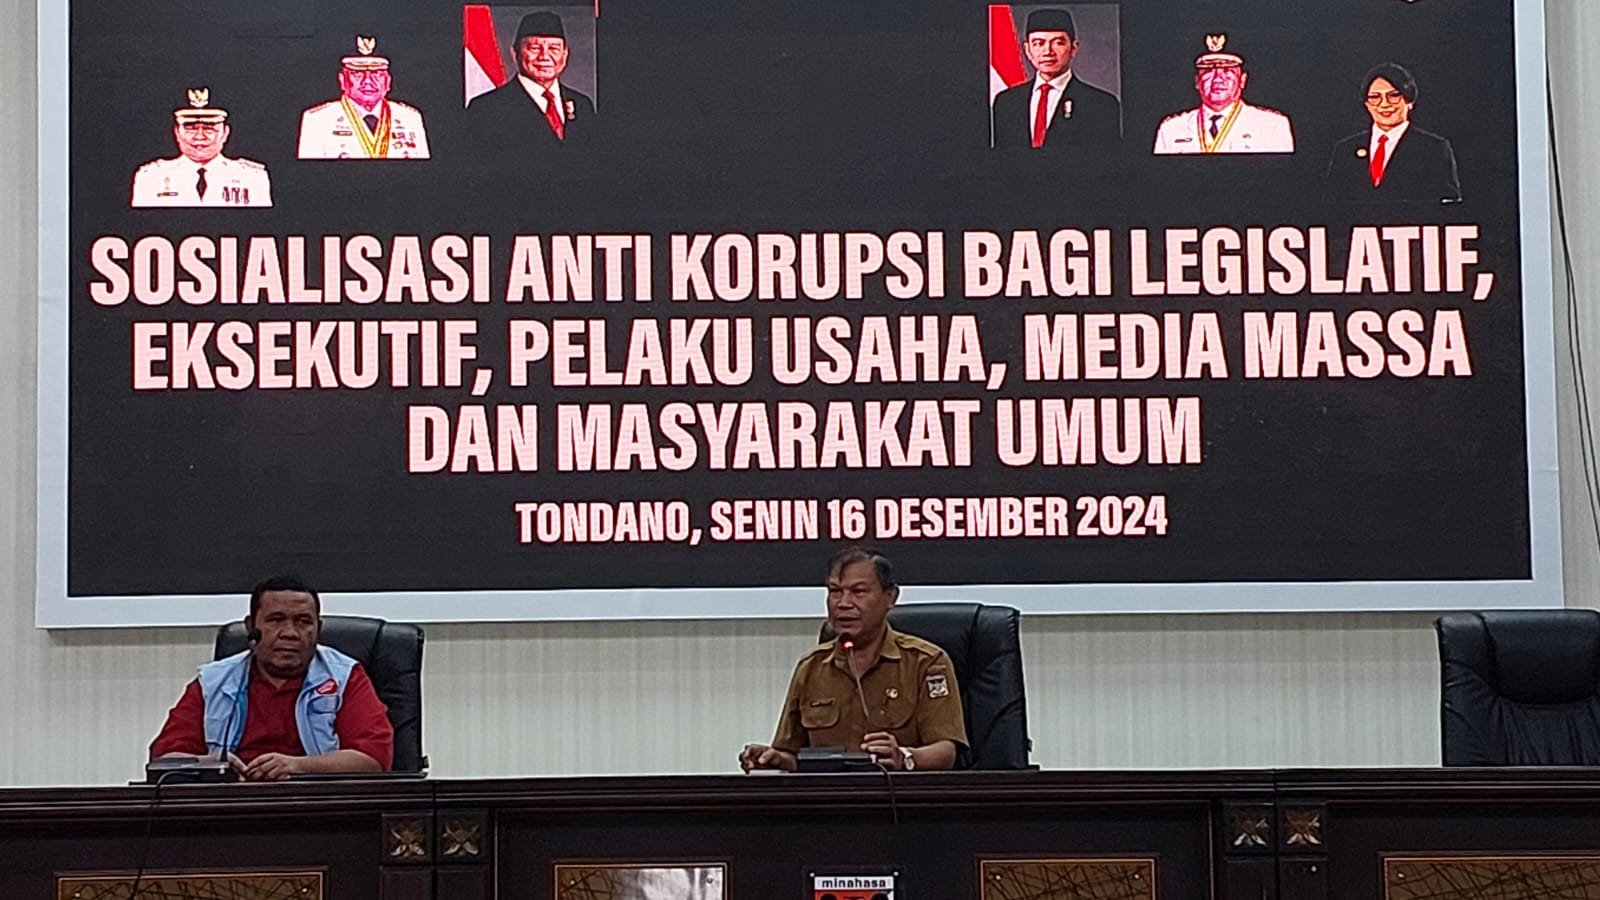 SOSIALISASI ANTI KORUPSI BAGI LEGISLATIF,
EKSEKUTIF, PELAKU USAHA, MEDIA MASSA
DAN MASYARAKAT UMUM
TONDANO, SENIN 16 DESEMBER 2024
minahasa